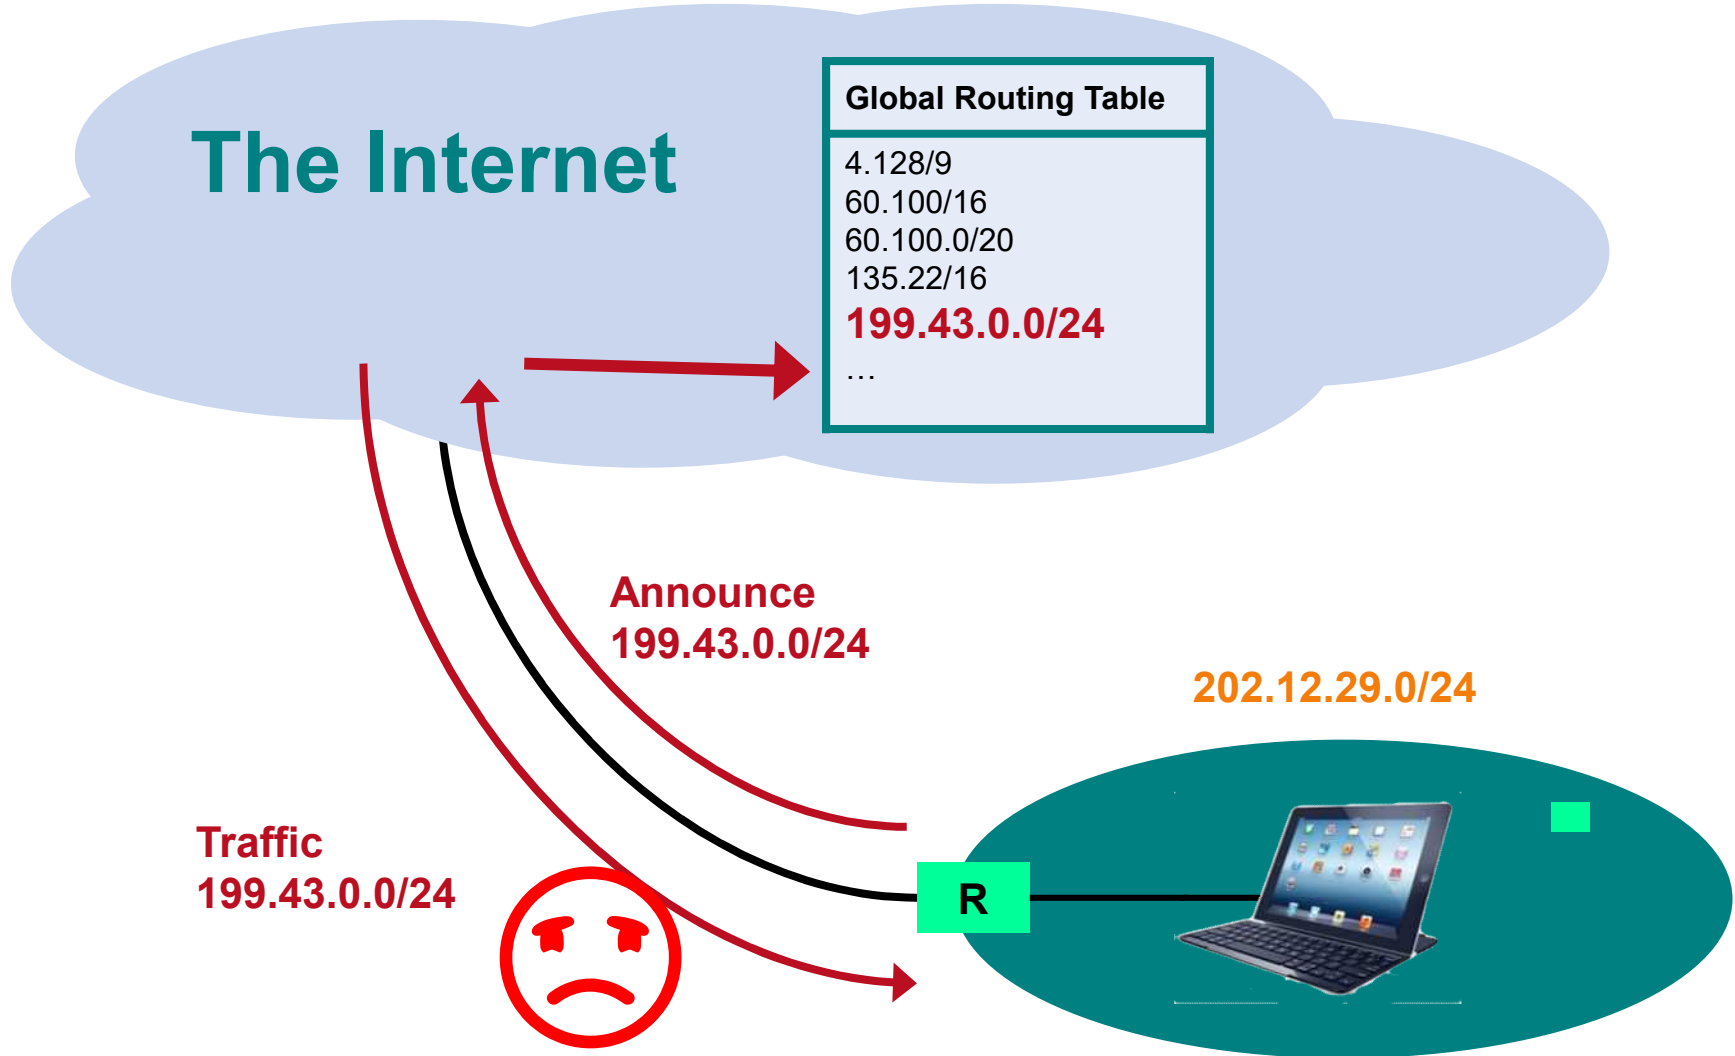 The Internet
Global Routing Table
4.128/9
60.100/16
60.100.0/20
135.22/16
199.43.0.0/24
…
Announce
199.43.0.0/24
202.12.29.0/24
Traffic
199.43.0.0/24
R